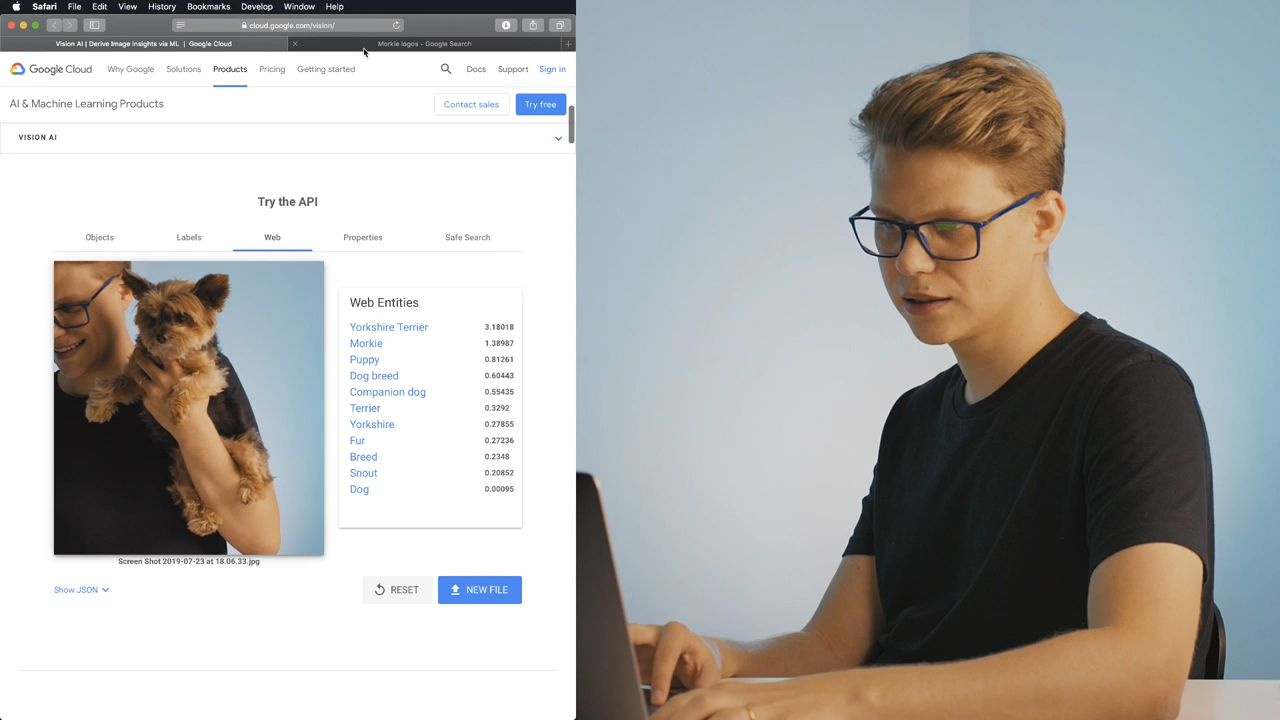 Safari File Edit View History Bookmarks Develop Window Help
cloud.google.com/vision/
Vision AI | Derive Image Insights via ML | Google Cloud
Morkie logos - Google Search
Google Cloud Why Google Solutions Products Pricing Getting started Docs Support Sign in
AI & Machine Learning Products Contact sales Try free
VISION AI
Try the API
Objects Labels Web Properties Safe Search
Web Entities
Yorkshire Terrier 3.18018
Morkie 1.38987
Puppy 0.81261
Dog breed 0.60443
Companion dog 0.55435
Terrier 0.3292
Yorkshire 0.27855
Fur 0.27236
Breed 0.2348
Snout 0.20852
Dog 0.00095
Screen Shot 2019-07-23 at 18.06.33.jpg
Show JSON RESET NEW FILE